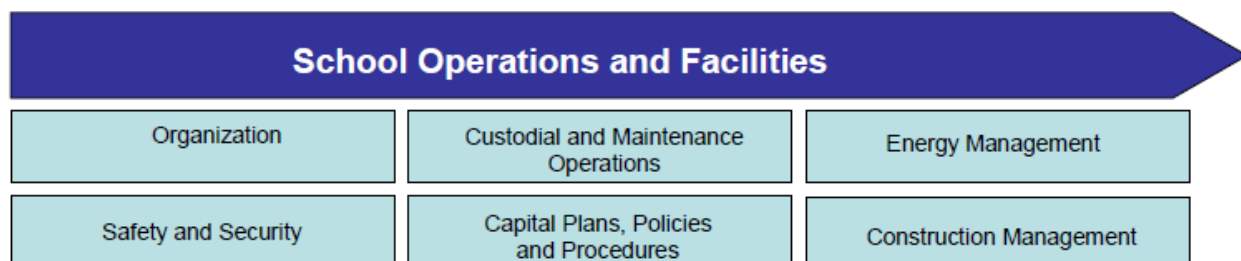 School Operations and Facilities
Organization
Custodial and Maintenance
Operations
Energy Management
Safety and Security
Capital Plans, Policies
and Procedures
Construction Management